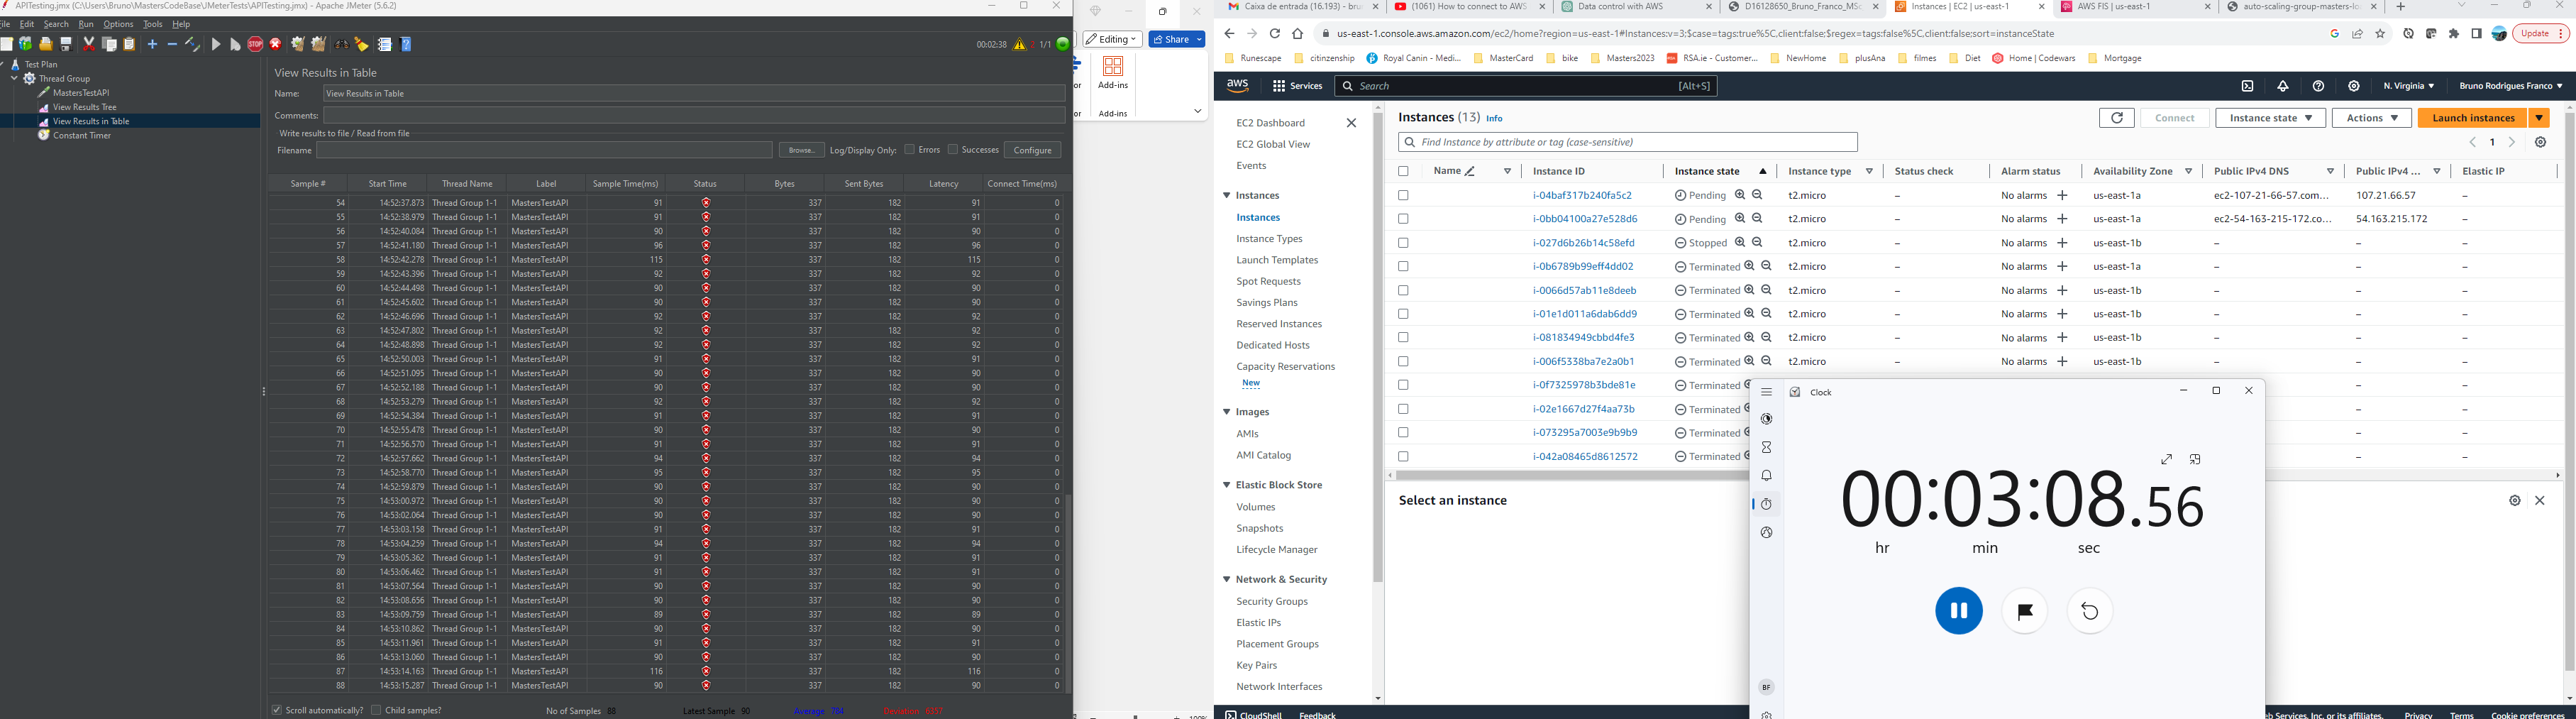 APITesting.jmx (C:\Users\Bruno\MastersCodeBase\JMeterTests\APITesting.jmx) - Apache JMeter (5.6.2)
File Edit Search Run Options Tools Help
00:02:38 1/1
Test Plan
Thread Group
MastersTestAPI
View Results Tree
View Results in Table
Constant Timer
View Results in Table
Name: View Results in Table
Comments:
Write results to file / Read from file
Filename Browse... Log/Display Only: Errors Successes Configure
Sample # Start Time Thread Name Label Sample Time(ms) Status Bytes Sent Bytes Latency Connect Time(ms)
54 14:52:37.873 Thread Group 1-1 MastersTestAPI 91 337 182 91 0
55 14:52:38.979 Thread Group 1-1 MastersTestAPI 91 337 182 91 0
56 14:52:40.084 Thread Group 1-1 MastersTestAPI 90 337 182 90 0
57 14:52:41.180 Thread Group 1-1 MastersTestAPI 96 337 182 96 0
58 14:52:42.278 Thread Group 1-1 MastersTestAPI 115 337 182 115 0
59 14:52:43.396 Thread Group 1-1 MastersTestAPI 92 337 182 92 0
60 14:52:44.498 Thread Group 1-1 MastersTestAPI 90 337 182 90 0
61 14:52:45.602 Thread Group 1-1 MastersTestAPI 90 337 182 90 0
62 14:52:46.696 Thread Group 1-1 MastersTestAPI 92 337 182 92 0
63 14:52:47.802 Thread Group 1-1 MastersTestAPI 92 337 182 92 0
64 14:52:48.898 Thread Group 1-1 MastersTestAPI 92 337 182 92 0
65 14:52:50.003 Thread Group 1-1 MastersTestAPI 91 337 182 91 0
66 14:52:51.095 Thread Group 1-1 MastersTestAPI 90 337 182 90 0
67 14:52:52.188 Thread Group 1-1 MastersTestAPI 90 337 182 90 0
68 14:52:53.279 Thread Group 1-1 MastersTestAPI 92 337 182 92 0
69 14:52:54.384 Thread Group 1-1 MastersTestAPI 91 337 182 91 0
70 14:52:55.478 Thread Group 1-1 MastersTestAPI 90 337 182 90 0
71 14:52:56.570 Thread Group 1-1 MastersTestAPI 91 337 182 91 0
72 14:52:57.662 Thread Group 1-1 MastersTestAPI 94 337 182 94 0
73 14:52:58.770 Thread Group 1-1 MastersTestAPI 95 337 182 95 0
74 14:52:59.879 Thread Group 1-1 MastersTestAPI 90 337 182 90 0
75 14:53:00.972 Thread Group 1-1 MastersTestAPI 90 337 182 90 0
76 14:53:02.064 Thread Group 1-1 MastersTestAPI 90 337 182 90 0
77 14:53:03.158 Thread Group 1-1 MastersTestAPI 91 337 182 91 0
78 14:53:04.259 Thread Group 1-1 MastersTestAPI 94 337 182 94 0
79 14:53:05.362 Thread Group 1-1 MastersTestAPI 91 337 182 91 0
80 14:53:06.462 Thread Group 1-1 MastersTestAPI 91 337 182 91 0
81 14:53:07.564 Thread Group 1-1 MastersTestAPI 90 337 182 90 0
82 14:53:08.656 Thread Group 1-1 MastersTestAPI 90 337 182 90 0
83 14:53:09.759 Thread Group 1-1 MastersTestAPI 89 337 182 89 0
84 14:53:10.862 Thread Group 1-1 MastersTestAPI 90 337 182 90 0
85 14:53:11.961 Thread Group 1-1 MastersTestAPI 91 337 182 91 0
86 14:53:13.060 Thread Group 1-1 MastersTestAPI 90 337 182 90 0
87 14:53:14.163 Thread Group 1-1 MastersTestAPI 116 337 182 116 0
88 14:53:15.287 Thread Group 1-1 MastersTestAPI 90 337 182 90 0
Scroll automatically? Child samples? No of Samples 88 Latest Sample 90 Average
Editing Share
Add-ins
Add-ins
Caixa de entrada (16.193) - bru
(1061) How to connect to AWS
Data control with AWS
D16128650_Bruno_Franco_MSc
Instances | EC2 | us-east-1
AWS FIS | us-east-1
auto-scaling-group-masters-lo
us-east-1.console.aws.amazon.com/ec2/home?region=us-east-1#Instances:v=3;$case=tags:true%5C,client:false;$regex=tags:false%5C,client:false;sort=instanceState
Update
Runescape citinzenship Royal Canin - Medi... MasterCard bike Masters2023 RSA.ie - Customer... NewHome plusAna filmes Diet Home | Codewars Mortgage
aws Services Search [Alt+S] N. Virginia Bruno Rodrigues Franco
EC2 Dashboard
EC2 Global View
Events
Instances
Instances
Instance Types
Launch Templates
Spot Requests
Savings Plans
Reserved Instances
Dedicated Hosts
Capacity Reservations
New
Images
AMIs
AMI Catalog
Elastic Block Store
Volumes
Snapshots
Lifecycle Manager
Network & Security
Security Groups
Elastic IPs
Placement Groups
Key Pairs
Network Interfaces
Instances (13) Info
Connect Instance state Actions Launch instances
Find Instance by attribute or tag (case-sensitive)
1
Name Instance ID Instance state Instance type Status check Alarm status Availability Zone Public IPv4 DNS Public IPv4 ... Elastic IP
i-04baf317b240fa5c2 Pending t2.micro – No alarms + us-east-1a ec2-107-21-66-57.com... 107.21.66.57 –
i-0bb04100a27e528d6 Pending t2.micro – No alarms + us-east-1a ec2-54-163-215-172.co... 54.163.215.172 –
i-027d6b26b14c58efd Stopped t2.micro – No alarms + us-east-1b – – –
i-0b6789b99eff4dd02 Terminated t2.micro – No alarms + us-east-1a – – –
i-0066d57ab11e8deeb Terminated t2.micro – No alarms + us-east-1b – – –
i-01e1d011a6dab6dd9 Terminated t2.micro – No alarms + us-east-1b – – –
i-081834949cbbd4fe3 Terminated t2.micro – No alarms + us-east-1b – – –
i-006f5338ba7e2a0b1 Terminated t2.micro – No alarms + us-east-1b – – –
i-0f7325978b3bde81e Terminated – –
i-02e1667d27f4aa73b Terminated – –
i-073295a7003e9b9b9 Terminated – –
i-042a08465d8612572 Terminated – –
Select an instance
Clock
00:03:08.56
hr min sec
BF
CloudShell Feedback
b Services, Inc. or its affiliates. Privacy Terms Cookie preferences